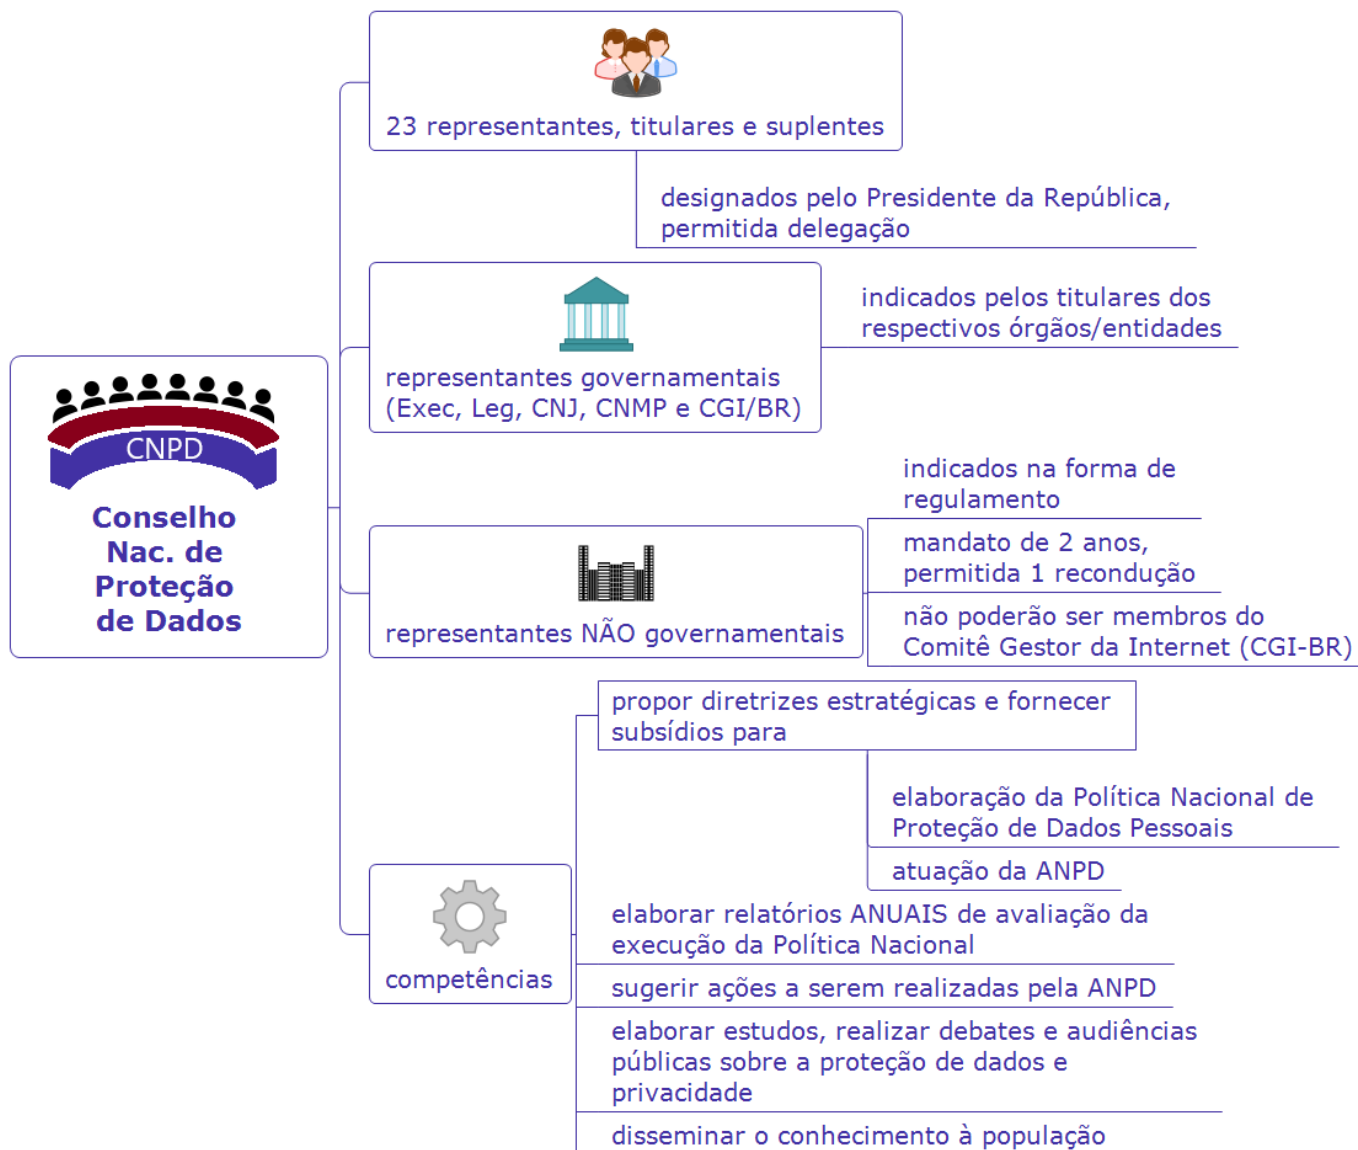 23 representantes, titulares e suplentes
designados pelo Presidente da República,
permitida delegação
representantes governamentais
(Exec, Leg, CNJ, CNMP e CGI/BR)
indicados pelos titulares dos
respectivos órgãos/entidades
CNPD
Conselho
Nac. de
Proteção
de Dados
representantes NÃO governamentais
indicados na forma de
regulamento
mandato de 2 anos,
permitida 1 recondução
não poderão ser membros do
Comitê Gestor da Internet (CGI-BR)
competências
propor diretrizes estratégicas e fornecer
subsídios para
elaboração da Política Nacional de
Proteção de Dados Pessoais
atuação da ANPD
elaborar relatórios ANUAIS de avaliação da
execução da Política Nacional
sugerir ações a serem realizadas pela ANPD
elaborar estudos, realizar debates e audiências
públicas sobre a proteção de dados e
privacidade
disseminar o conhecimento à população